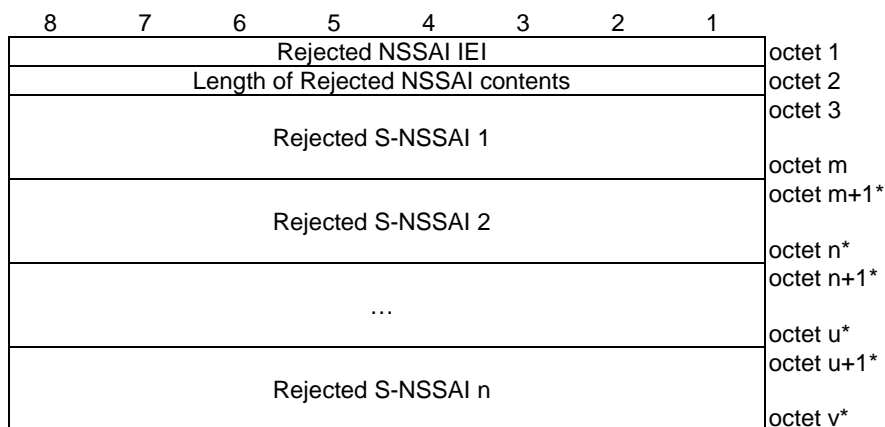 8 7 6 5 4 3 2 1
Rejected NSSAI IEI octet 1
Length of Rejected NSSAI contents octet 2
octet 3
Rejected S-NSSAI 1
octet m
octet m+1*
Rejected S-NSSAI 2
octet n*
octet n+1*
…
octet u*
octet u+1*
Rejected S-NSSAI n
octet v*